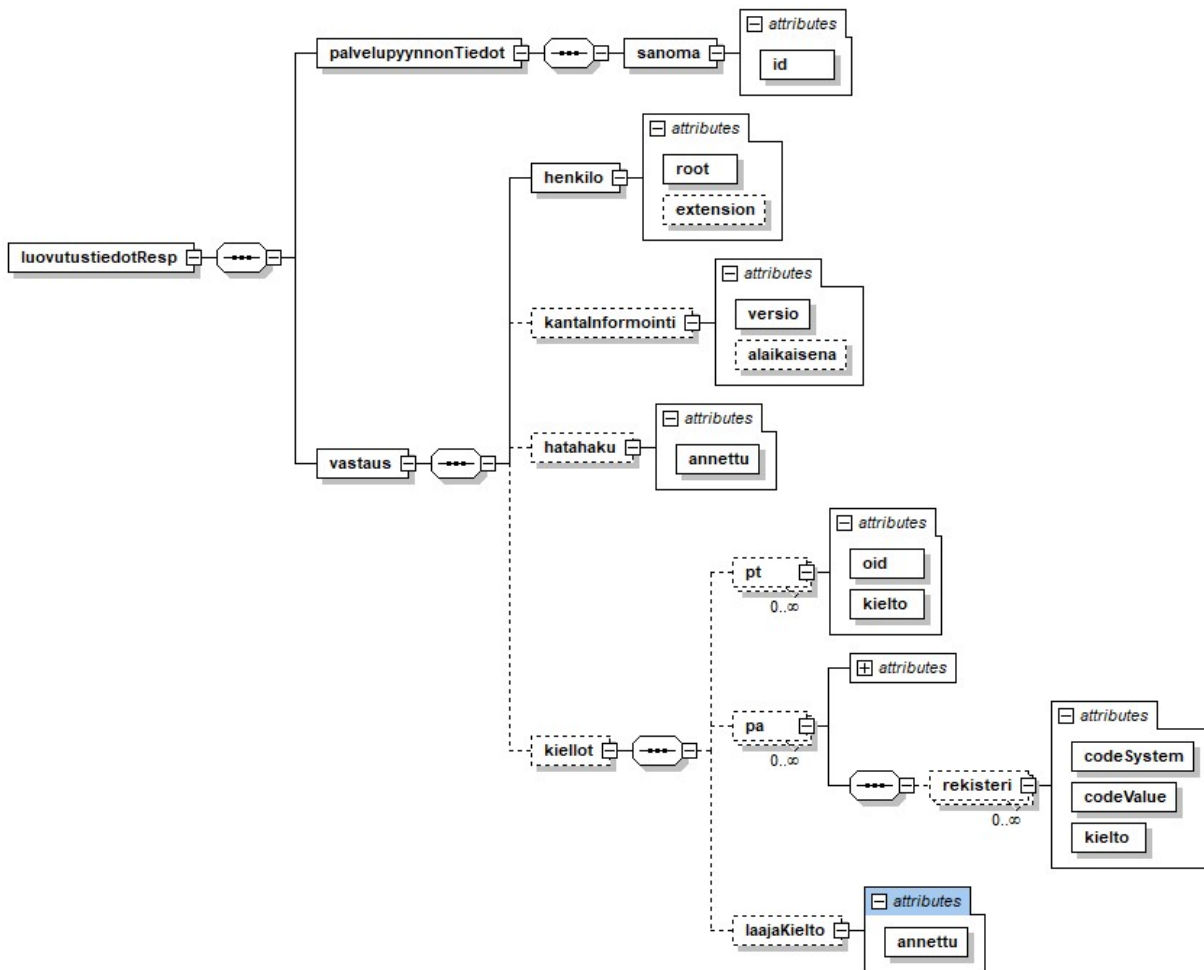 attributes
palvelupyynnonTiedot
sanoma
id
attributes
henkilo
root
extension
luovutustiedotResp
attributes
kantaInformointi
versio
alaikaisena
attributes
hatahaku
annettu
vastaus
attributes
pt
oid
0..∞
kielto
attributes
pa
0..∞
attributes
kiellot
codeSystem
rekisteri
codeValue
0..∞
kielto
attributes
laajaKielto
annettu